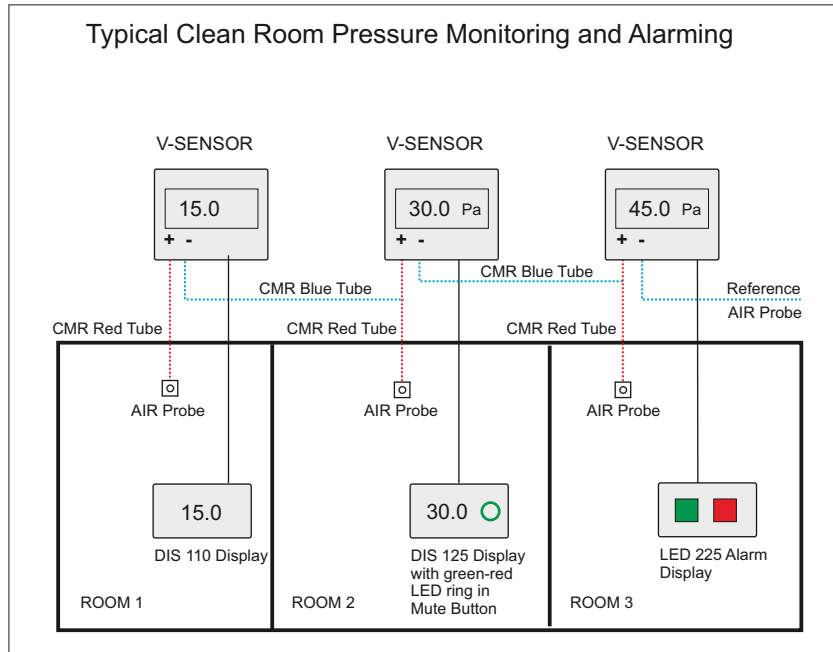 Typical Clean Room Pressure Monitoring and Alarming
V-SENSOR
V-SENSOR
V-SENSOR
15.0
30.0 Pa
45.0 Pa
+ -
+ -
+ -
CMR Blue Tube
CMR Blue Tube
Reference
AIR Probe
CMR Red Tube
CMR Red Tube
CMR Red Tube
AIR Probe
AIR Probe
AIR Probe
15.0
30.0
DIS 110 Display
DIS 125 Display
with green-red
LED ring in
Mute Button
LED 225 Alarm
Display
ROOM 1
ROOM 2
ROOM 3